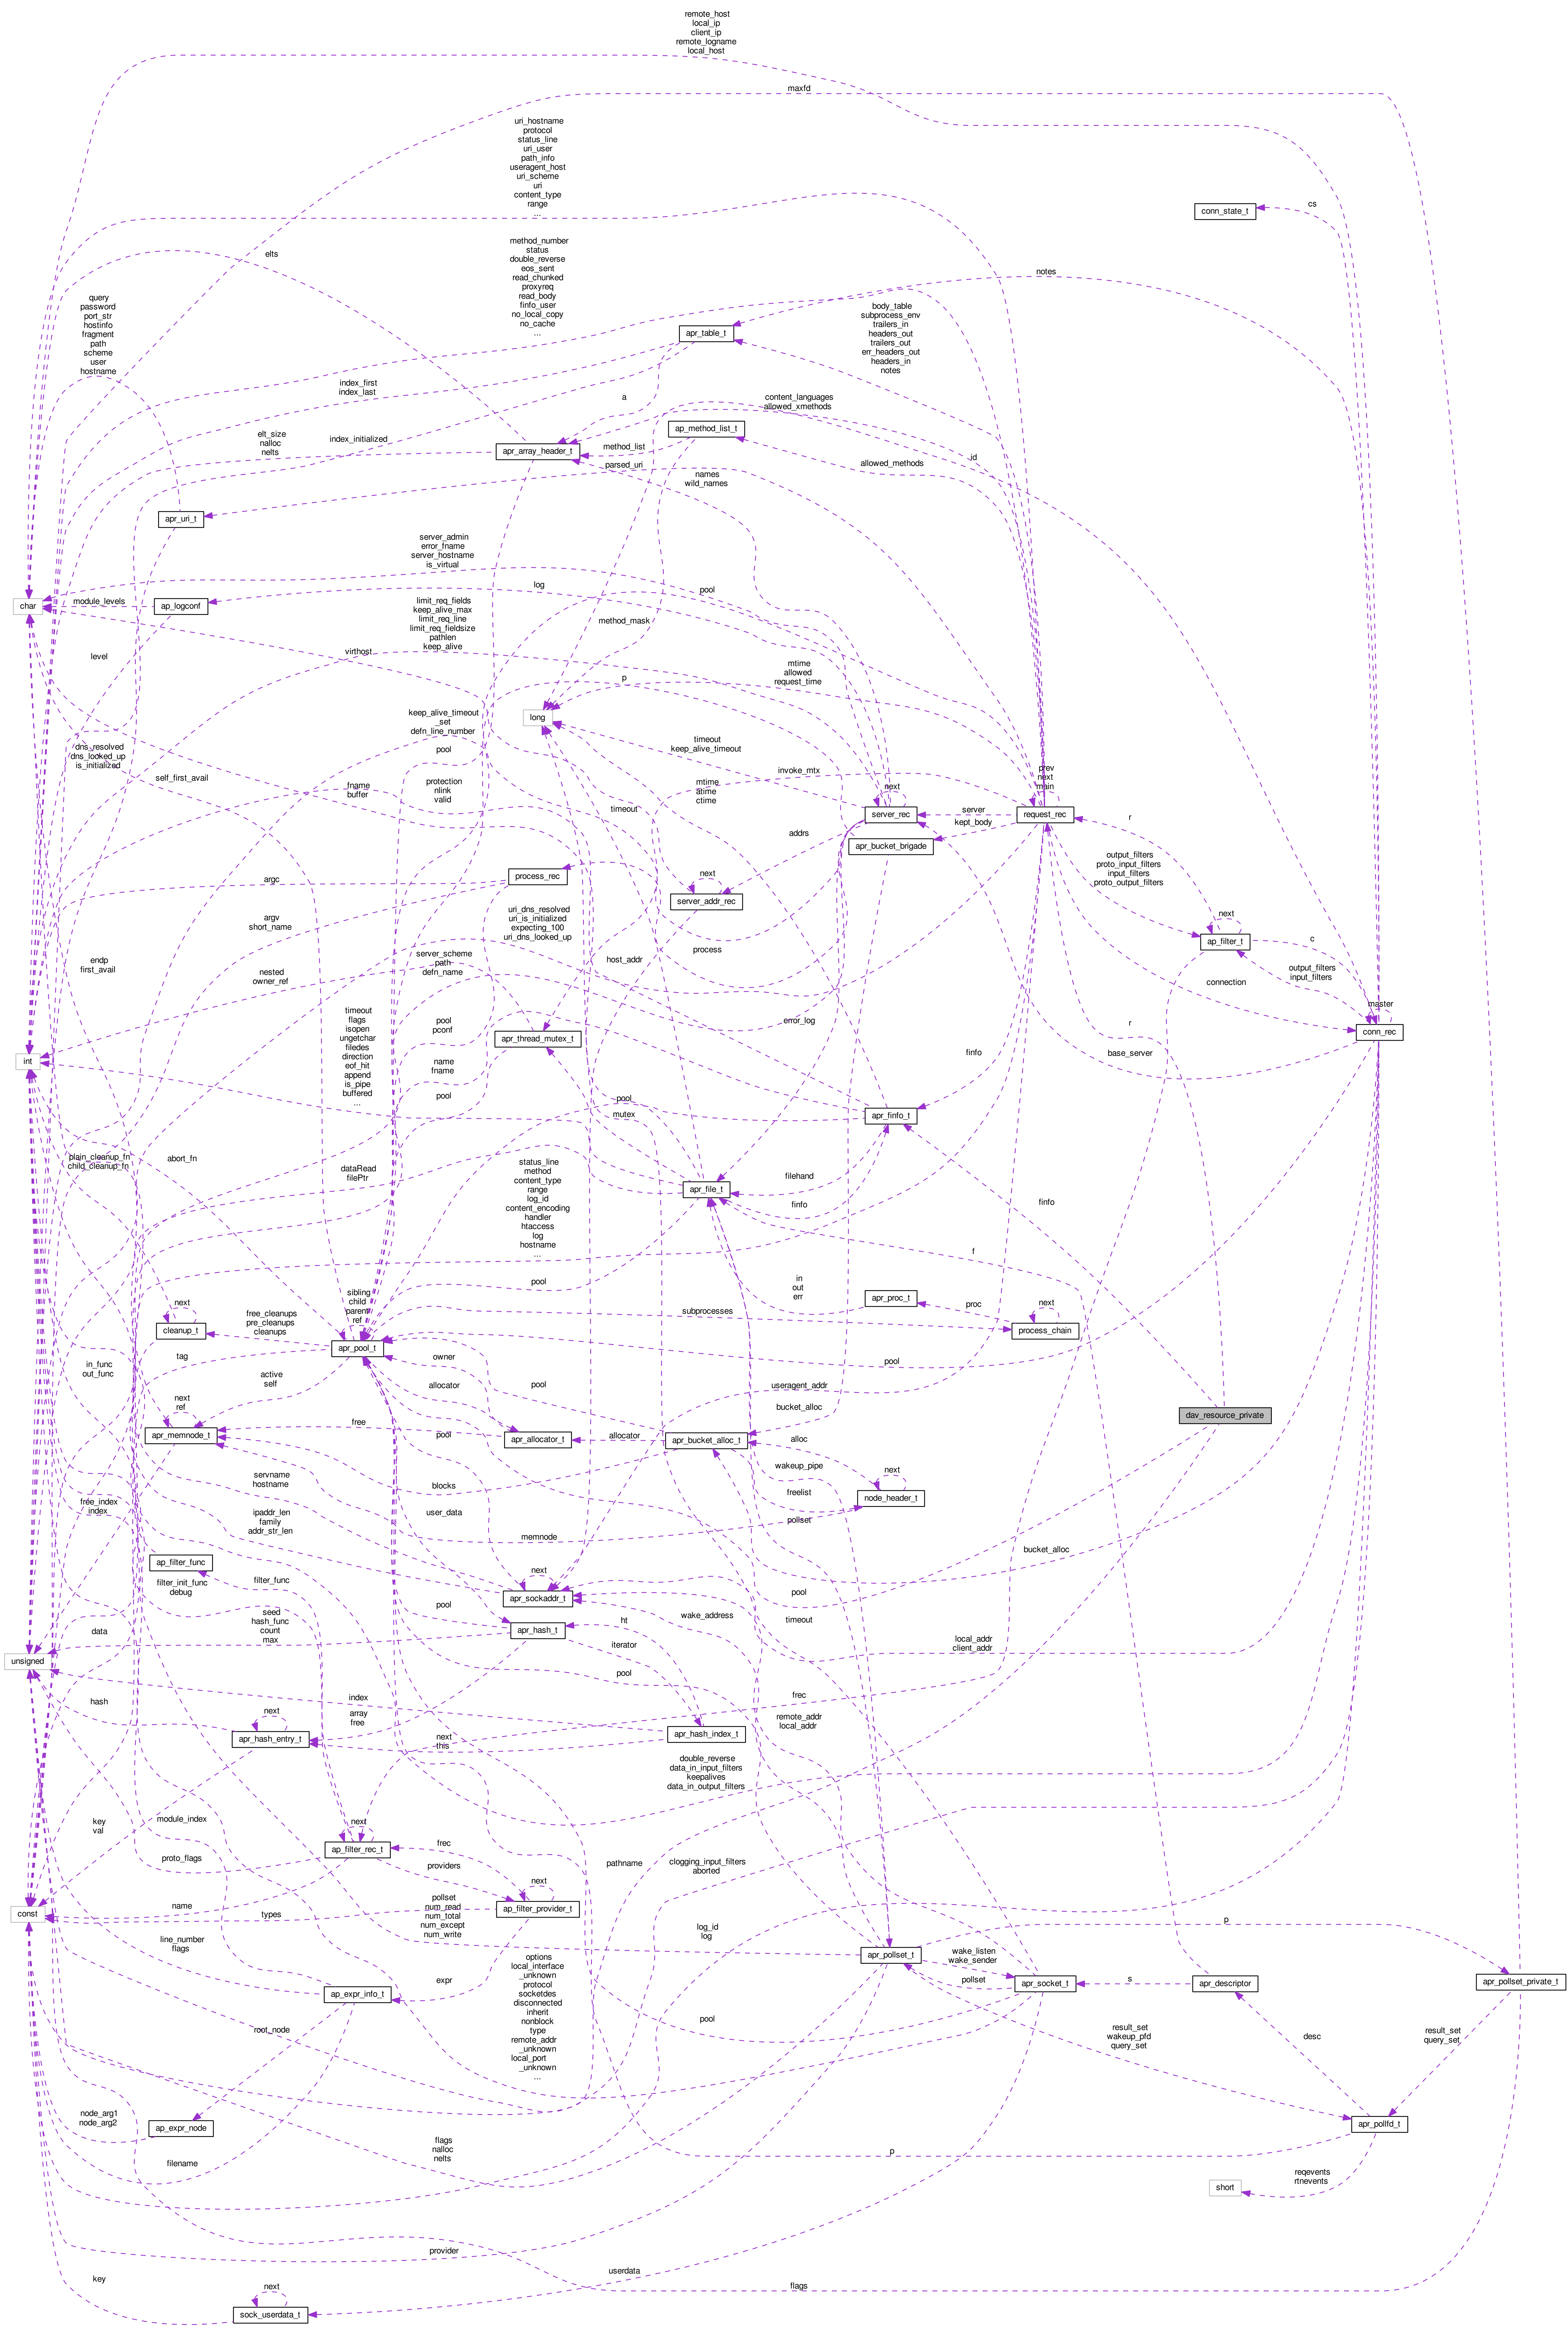 remote_host
local_ip
client_ip
remote_logname
local_host
maxfd
uri_hostname
protocol
status_line
uri_user
path_info
useragent_host
uri_scheme
uri
content_type
range
...
conn_state_t
cs
elts
method_number
status
double_reverse
eos_sent
read_chunked
proxyreq
read_body
finfo_user
no_local_copy
no_cache
...
notes
query
password
port_str
hostinfo
fragment
path
scheme
user
hostname
apr_table_t
body_table
subprocess_env
trailers_in
headers_out
trailers_out
err_headers_out
headers_in
notes
index_first
index_last
a
content_languages
allowed_xmethods
elt_size
nalloc
nelts
index_initialized
apr_array_header_t
method_list
ap_method_list_t
allowed_methods
id
parsed_uri
names
wild_names
apr_uri_t
server_admin
error_fname
server_hostname
is_virtual
log
pool
char
module_levels
ap_logconf
limit_req_fields
keep_alive_max
limit_req_line
limit_req_fieldsize
pathlen
keep_alive
method_mask
level
virthost
p
mtime
allowed
request_time
long
keep_alive_timeout
_set
defn_line_number
dns_resolved
dns_looked_up
is_initialized
pool
timeout
keep_alive_timeout
self_first_avail
fname
buffer
protection
nlink
valid
timeout
mtime
atime
ctime
invoke_mtx
next
prev
next
main
server_rec
server
request_rec
kept_body
r
addrs
apr_bucket_brigade
output_filters
proto_input_filters
input_filters
proto_output_filters
argc
process_rec
next
server_addr_rec
next
ap_filter_t
c
argv
short_name
uri_dns_resolved
uri_is_initialized
expecting_100
uri_dns_looked_up
process
host_addr
endp
first_avail
nested
owner_ref
server_scheme
path
defn_name
connection
output_filters
input_filters
master
conn_rec
timeout
flags
isopen
ungetchar
filedes
direction
eof_hit
append
is_pipe
buffered
...
pool
pconf
apr_thread_mutex_t
error_log
r
base_server
int
name
fname
finfo
pool
pool
mutex
apr_finfo_t
plain_cleanup_fn
child_cleanup_fn
abort_fn
dataRead
filePtr
status_line
method
content_type
range
log_id
content_encoding
handler
htaccess
log
hostname
...
apr_file_t
filehand
finfo
finfo
f
pool
in
out
err
apr_proc_t
next
cleanup_t
free_cleanups
pre_cleanups
cleanups
sibling
child
parent
ref
apr_pool_t
subprocesses
proc
next
process_chain
in_func
out_func
tag
active
self
owner
allocator
pool
useragent_addr
pool
next
ref
apr_memnode_t
free
apr_allocator_t
pool
allocator
apr_bucket_alloc_t
bucket_alloc
alloc
dav_resource_private
servname
hostname
blocks
wakeup_pipe
freelist
next
node_header_t
free_index
index
ipaddr_len
family
addr_str_len
user_data
memnode
pollset
bucket_alloc
ap_filter_func
filter_init_func
debug
filter_func
next
apr_sockaddr_t
pool
seed
hash_func
count
max
pool
apr_hash_t
ht
wake_address
timeout
unsigned
data
iterator
local_addr
client_addr
pool
hash
next
apr_hash_entry_t
index
array
free
next
this
apr_hash_index_t
remote_addr
local_addr
frec
double_reverse
data_in_input_filters
keepalives
data_in_output_filters
key
val
module_index
next
ap_filter_rec_t
frec
proto_flags
providers
next
ap_filter_provider_t
pathname
clogging_input_filters
aborted
const
name
types
pollset
num_read
num_total
num_except
num_write
log_id
log
p
line_number
flags
apr_pollset_t
wake_listen
wake_sender
pollset
apr_socket_t
s
apr_descriptor
apr_pollset_private_t
ap_expr_info_t
expr
options
local_interface
_unknown
protocol
socketdes
disconnected
inherit
nonblock
type
remote_addr
_unknown
local_port
_unknown
...
root_node
pool
result_set
wakeup_pfd
query_set
desc
result_set
query_set
node_arg1
node_arg2
ap_expr_node
apr_pollfd_t
filename
flags
nalloc
nelts
p
short
reqevents
rtnevents
provider
userdata
flags
key
next
sock_userdata_t